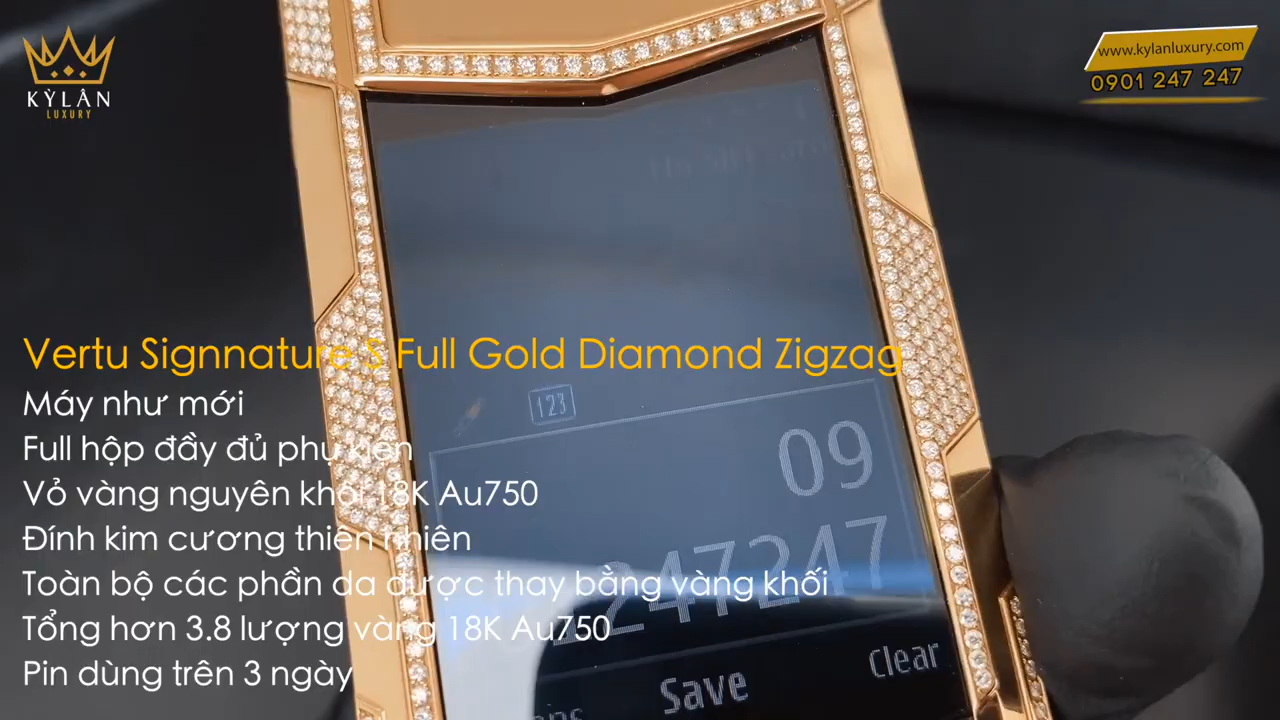 KỲLÂN
LUXURY
www.kylanluxury.com
0901 247 247
Vertu Signnature S Full Gold Diamond Zigzag
Máy như mới
Full hộp đầy đủ phụ kiện
Vỏ vàng nguyên khối 18K Au750
Đính kim cương thiên nhiên
Toàn bộ các phần da được thay bằng vàng khối
Tổng hơn 3.8 lượng vàng 18K Au750
Pin dùng trên 3 ngày
123
09
247247
Save
Clear